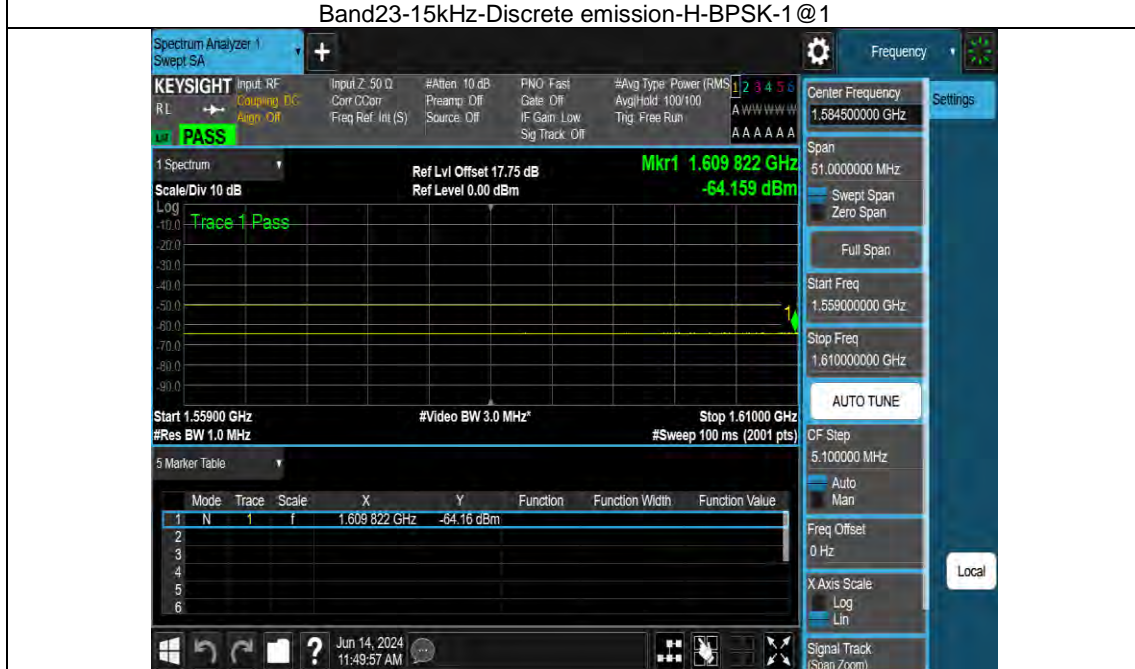 Band23-15kHz-Discrete emission-H-BPSK-1@1
Spectrum Analyzer 1
Swept SA
+
Frequency
KEYSIGHT
RL
PASS
Input: RF
Coupling: DC
Align: Off
Input Z: 50 Ω
Corr CCorr
Freq Ref: Int (S)
#Atten: 10 dB
Preamp: Off
Source: Off
PNO: Fast
Gate: Off
IF Gain: Low
Sig Track: Off
#Avg Type: Power (RMS
Avg|Hold: 100/100
Trig: Free Run
1 2 3 4 5 6
A W W W W W
A A A A A A
1 Spectrum
Scale/Div 10 dB
Ref Lvl Offset 17.75 dB
Ref Level 0.00 dBm
Mkr1 1.609 822 GHz
-64.159 dBm
Log
Trace 1 Pass
-10.0
-20.0
-30.0
-40.0
-50.0
-60.0
-70.0
-80.0
-90.0
1
Start 1.55900 GHz
#Res BW 1.0 MHz
#Video BW 3.0 MHz*
Stop 1.61000 GHz
#Sweep 100 ms (2001 pts)
5 Marker Table
Mode Trace Scale X Y Function Function Width Function Value
1 N 1 f 1.609 822 GHz -64.16 dBm
2
3
4
5
6
?
Jun 14, 2024
11:49:57 AM
Center Frequency
1.584500000 GHz
Span
51.0000000 MHz
Swept Span
Zero Span
Full Span
Start Freq
1.559000000 GHz
Stop Freq
1.610000000 GHz
AUTO TUNE
CF Step
5.100000 MHz
Auto
Man
Freq Offset
0 Hz
X Axis Scale
Log
Lin
Signal Track
(Span Zoom)
Settings
Local